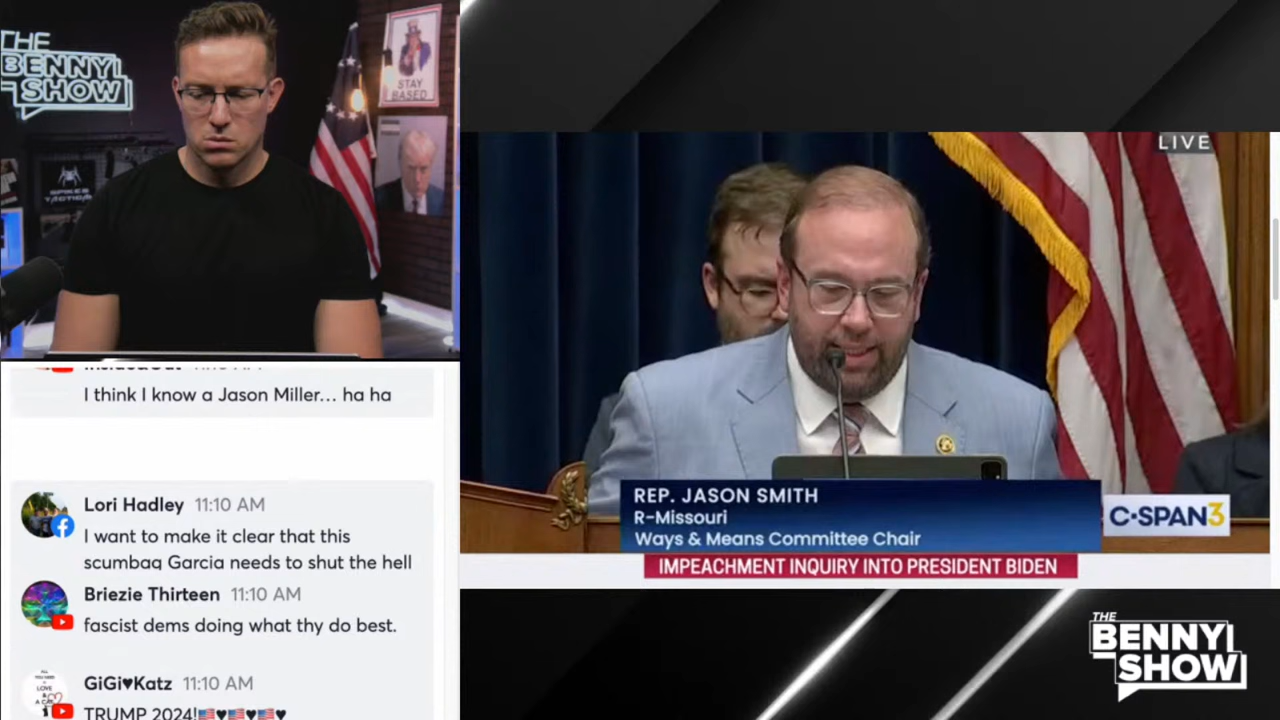 THE
BENNY
SHOW
STAY
BASED
I think I know a Jason Miller… ha ha
Lori Hadley 11:10 AM
I want to make it clear that this
scumbag Garcia needs to shut the hell
Briezie Thirteen 11:10 AM
fascist dems doing what thy do best.
GiGi♥Katz 11:10 AM
TRUMP 2024!🇺🇸♥🇺🇸♥🇺🇸♥
LIVE
REP. JASON SMITH
R-Missouri
Ways & Means Committee Chair
C·SPAN3
IMPEACHMENT INQUIRY INTO PRESIDENT BIDEN
THE
BENNY
SHOW